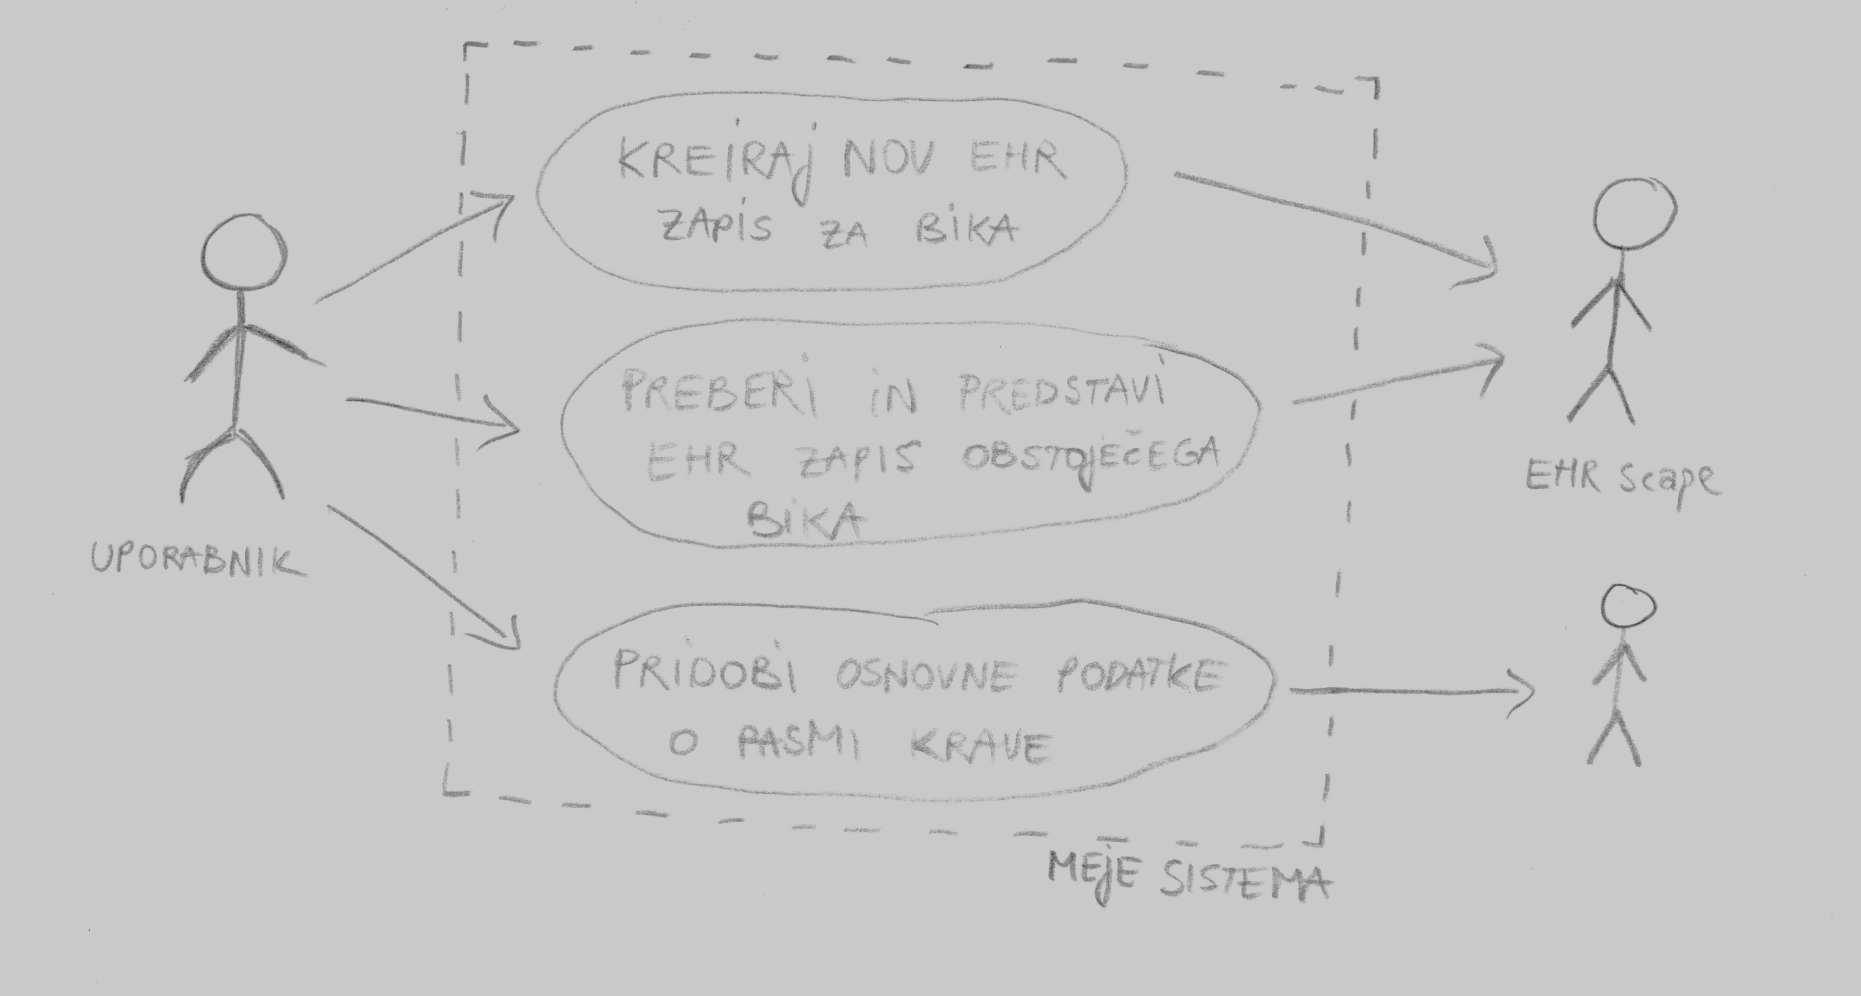 KREIRAJ NOV EHR
ZAPIS ZA BIKA
PREBERI IN PREDSTAVI
EHR ZAPIS OBSTOJEČEGA
BIKA
PRIDOBI OSNOVNE PODATKE
O PASMI KRAVE
UPORABNIK
EHR Scape
MEJE SISTEMA